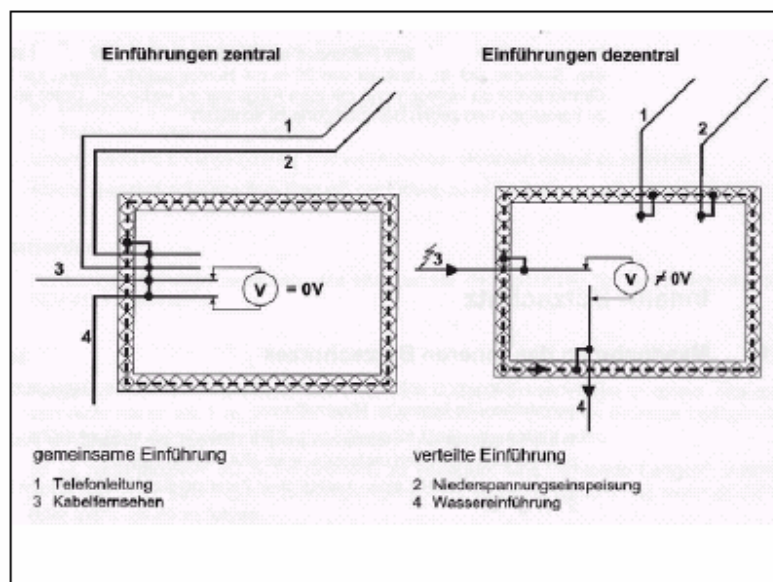 Einführungen zentral
Einführungen dezentral
1
2
3
4
V = 0V
1
2
3
4
V ≠ 0V
gemeinsame Einführung
verteilte Einführung
1 Telefonleitung
2 Niederspannungseinspeisung
3 Kabelfernsehen
4 Wassereinführung